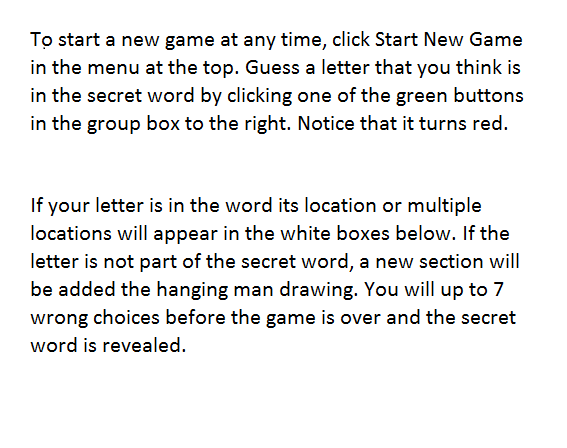 To start a new game at any time, click Start New Game
in the menu at the top. Guess a letter that you think is
in the secret word by clicking one of the green buttons
in the group box to the right. Notice that it turns red.
If your letter is in the word its location or multiple
locations will appear in the white boxes below. If the
letter is not part of the secret word, a new section will
be added the hanging man drawing. You will up to 7
wrong choices before the game is over and the secret
word is revealed.